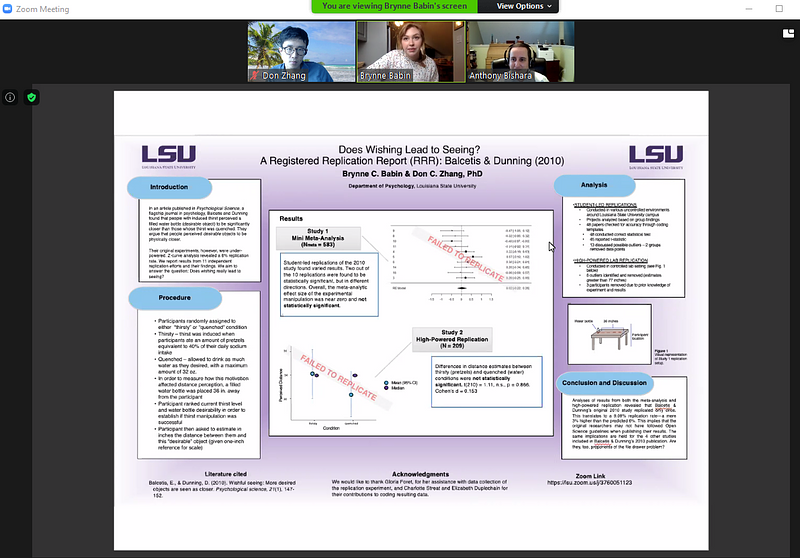 Zoom Meeting
You are viewing Brynne Babin's screen
View Options
Don Zhang
Brynne Babin
Anthony Bishara
LSU
LOUISIANA STATE UNIVERSITY
Does Wishing Lead to Seeing?
A Registered Replication Report (RRR): Balcetis & Dunning (2010)
Brynne C. Babin & Don C. Zhang, PhD
Department of Psychology, Louisiana State University
LSU
LOUISIANA STATE UNIVERSITY
Introduction
In an article published in Psychological Science, a
flagship journal in psychology, Balcetis and Dunning
found that people with induced thirst perceived a
filled water bottle (desirable object) to be significantly
closer than those whose thirst was quenched. They
argue that people perceived desirable objects to be
physically closer.
Their original experiments, however, were under-
powered. Z-Curve analysis revealed a 6% replication
rate. We report results from 11 independent
replication efforts and their findings. We aim to
answer the question: Does wishing really lead to
seeing?
Procedure
• Participants randomly assigned to
either "thirsty" or "quenched" condition
• Thirsty – thirst was induced when
participants ate an amount of pretzels
equivalent to 40% of their daily sodium
intake
• Quenched – allowed to drink as much
water as they desired, with a maximum
amount of 32 oz.
• In order to measure how this motivation
affected distance perception, a filled
water bottle was placed 36 in. away
from the participant
• Participant ranked current thirst level
and water bottle desirability in order to
establish if thirst manipulation was
successful
• Participant then asked to estimate in
inches the distance between them and
this "desirable" object (given one-inch
reference for scale)
Results
Study 1
Mini Meta-Analysis
(Nmeta = 583)
Student-led replications of the 2010
study found varied results. Two out of
the 10 replications were found to be
statistically significant, but in different
directions. Overall, the meta-analytic
effect size of the experimental
manipulation was near zero and not
statistically significant.
FAILED TO REPLICATE
Study 2
High-Powered Replication
(N = 209)
FAILED TO REPLICATE
Perceived Distance
Condition
Mean (95% CI)
Median
Differences in distance estimates between
thirsty (pretzels) and quenched (water)
conditions were not statistically
significant, t(210) = 1.11, n.s., p = 0.866,
Cohen's d = 0.153
Analysis
•STUDENT-LED REPLICATIONS
• Conducted in various uncontrolled environments
around Louisiana State University campus
• Projects analyzed based on group findings
• 48 papers checked for accuracy through coding
templates
HIGH-POWERED LAB REPLICATION
• Conducted in controlled lab setting (see Fig. 1
below)
• 5 outliers identified and removed (estimates
greater than 77 inches)
• 3 participants removed due to prior knowledge of
experiment and results
Water bottle
36 inches
Participant
location
Figure 1
Visual representation
of Study 1 replication
setup
Conclusion and Discussion
Analyses of results from both the meta-analysis
and high-powered replication revealed that Balcetis &
Dunning's original 2010 study replicated only once.
This translates to a 9.09% replication rate–a mere
3% higher than the predicted 6%. This implied that
the original researchers may not have followed Open
Science guidelines when publishing their results. The
same implications are held for the 4 other studies
included in Balcetis & Dunning's 2010 publication. Are
they, too, proponents of the file drawer problem?
Literature cited
Balcetis, E., & Dunning, D. (2010). Wishful seeing: More desired
objects are seen as closer. Psychological science, 21(1), 147-
152.
Acknowledgments
We would like to thank Gloria Foret, for her assistance with data collection of
the replication experiment, and Charlotte Streat and Elizabeth Duplechain for
their contributions to coding resulting data.
Zoom Link
https://lsu.zoom.us/j/3760051123